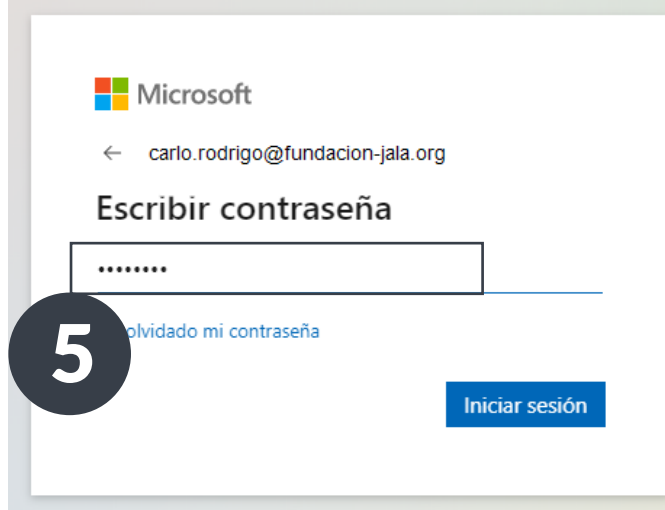 Microsoft
← carlo.rodrigo@fundacion-jala.org
Escribir contraseña
••••••••
5
olvidado mi contraseña
Iniciar sesión